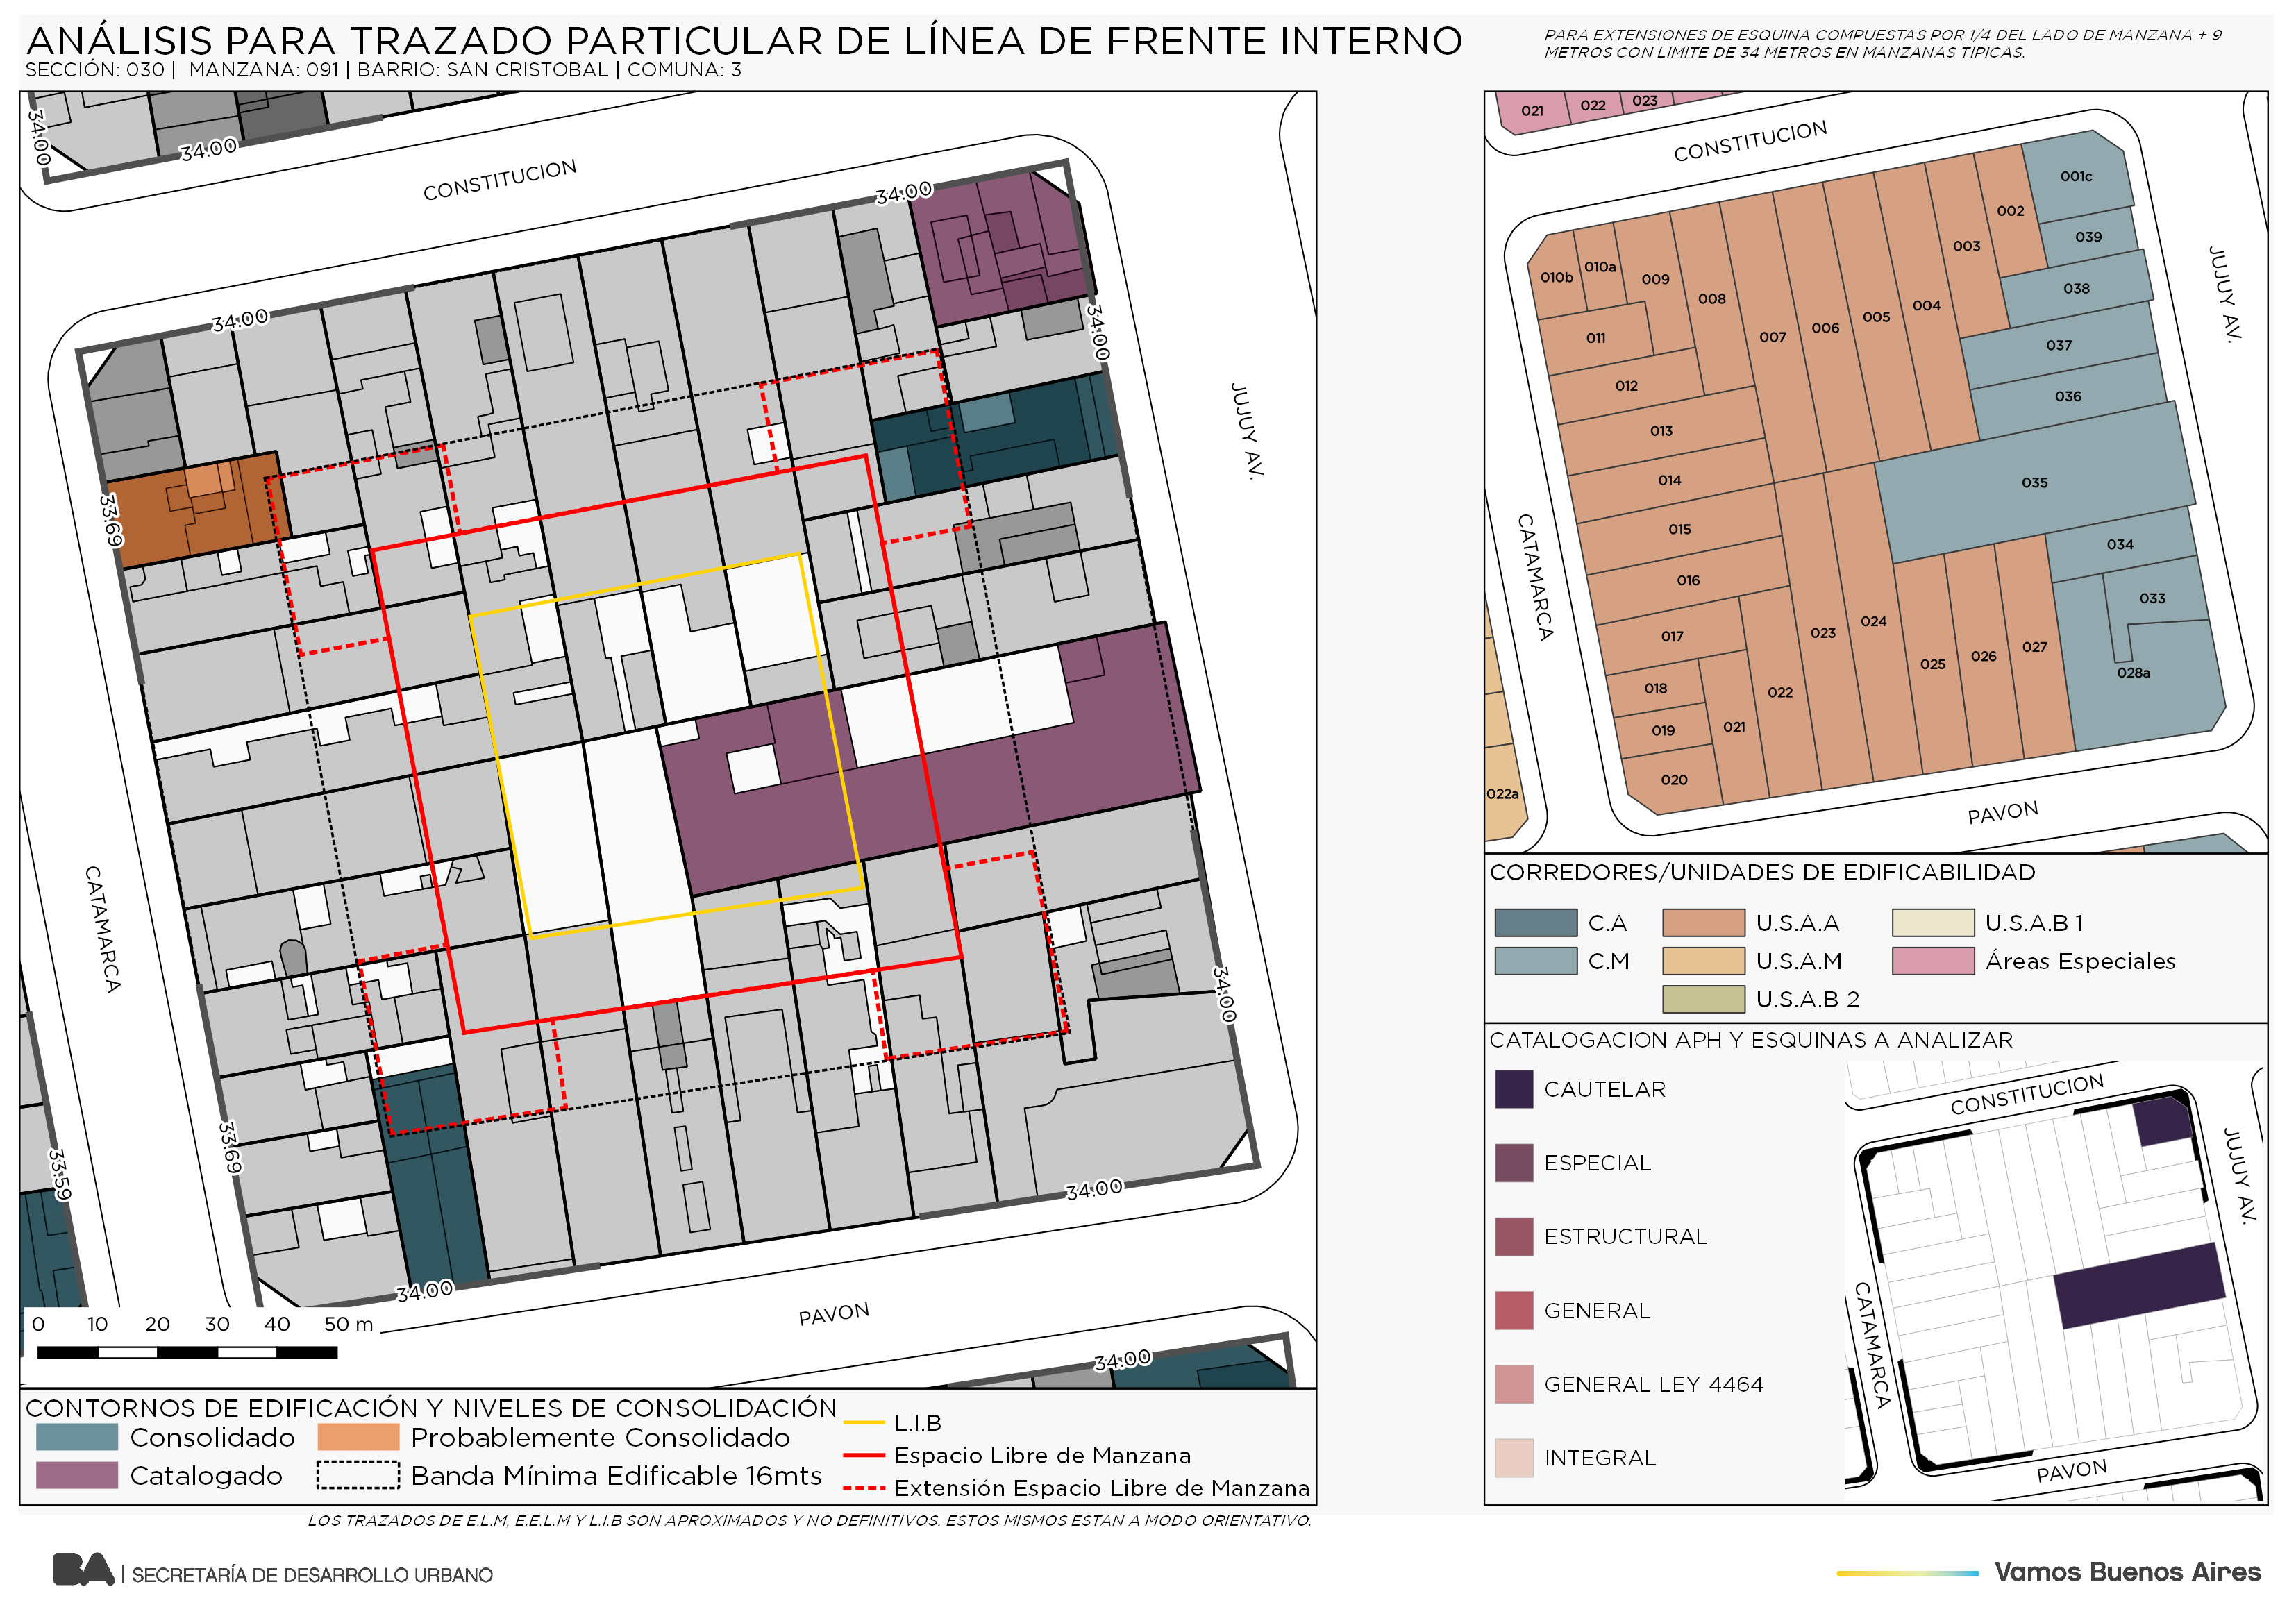 ANÁLISIS PARA TRAZADO PARTICULAR DE LÍNEA DE FRENTE INTERNO
SECCIÓN: 030 | MANZANA: 091 | BARRIO: SAN CRISTOBAL | COMUNA: 3
PARA EXTENSIONES DE ESQUINA COMPUESTAS POR 1/4 DEL LADO DE MANZANA + 9
METROS CON LIMITE DE 34 METROS EN MANZANAS TIPICAS.
34.00
34.00
CONSTITUCION
34.00
34.00
34.00
JUJUY AV.
33.69
CATAMARCA
34.00
33.69
33.59
34.00
34.00
PAVON
34.00
0 10 20 30 40 50 m
CONTORNOS DE EDIFICACIÓN Y NIVELES DE CONSOLIDACIÓN
Consolidado
Probablemente Consolidado
Catalogado
Banda Mínima Edificable 16mts
L.I.B
Espacio Libre de Manzana
Extensión Espacio Libre de Manzana
021
022
023
CONSTITUCION
001c
002
039
003
038
010b
010a
009
008
004
005
006
007
037
036
011
012
013
014
015
016
035
034
033
017
018
019
020
021
022
023
024
025
026
027
028a
022a
JUJUY AV.
CATAMARCA
PAVON
CORREDORES/UNIDADES DE EDIFICABILIDAD
C.A
U.S.A.A
U.S.A.B 1
C.M
U.S.A.M
Áreas Especiales
U.S.A.B 2
CATALOGACION APH Y ESQUINAS A ANALIZAR
CAUTELAR
ESPECIAL
ESTRUCTURAL
GENERAL
GENERAL LEY 4464
INTEGRAL
CONSTITUCION
JUJUY AV.
CATAMARCA
PAVON
LOS TRAZADOS DE E.L.M, E.E.L.M Y L.I.B SON APROXIMADOS Y NO DEFINITIVOS. ESTOS MISMOS ESTAN A MODO ORIENTATIVO.
BA | SECRETARÍA DE DESARROLLO URBANO
Vamos Buenos Aires